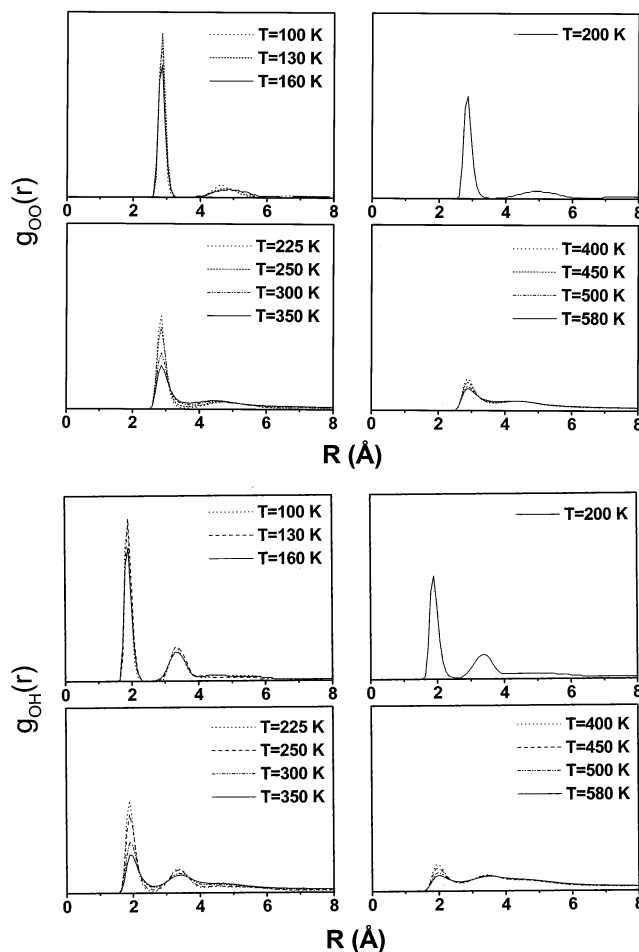 T=100 K
T=130 K
T=160 K
T=200 K
0 2 4 6 8
0 2 4 6 8
g_OO(r)
T=225 K
T=250 K
T=300 K
T=350 K
T=400 K
T=450 K
T=500 K
T=580 K
0 2 4 6 8
0 2 4 6 8
R (Å)
T=100 K
T=130 K
T=160 K
T=200 K
0 2 4 6 8
0 2 4 6 8
g_OH(r)
T=225 K
T=250 K
T=300 K
T=350 K
T=400 K
T=450 K
T=500 K
T=580 K
0 2 4 6 8
0 2 4 6 8
R (Å)